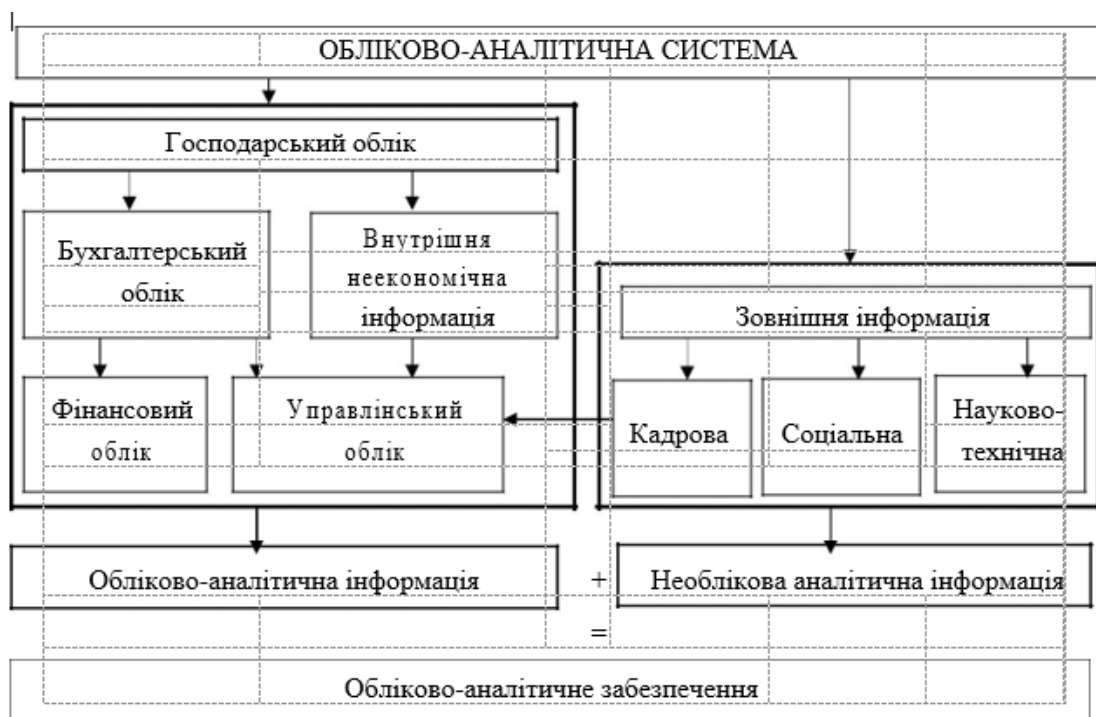 ОБЛІКОВО-АНАЛІТИЧНА СИСТЕМА
Господарський облік
Бухгалтерський
облік
Внутрішня
неекономічна
інформація
Зовнішня інформація
Фінансовий
облік
Управлінський
облік
Кадрова
Соціальна
Науково-
технічна
Обліково-аналітична інформація
+
Необлікова аналітична інформація
=
Обліково-аналітичне забезпечення